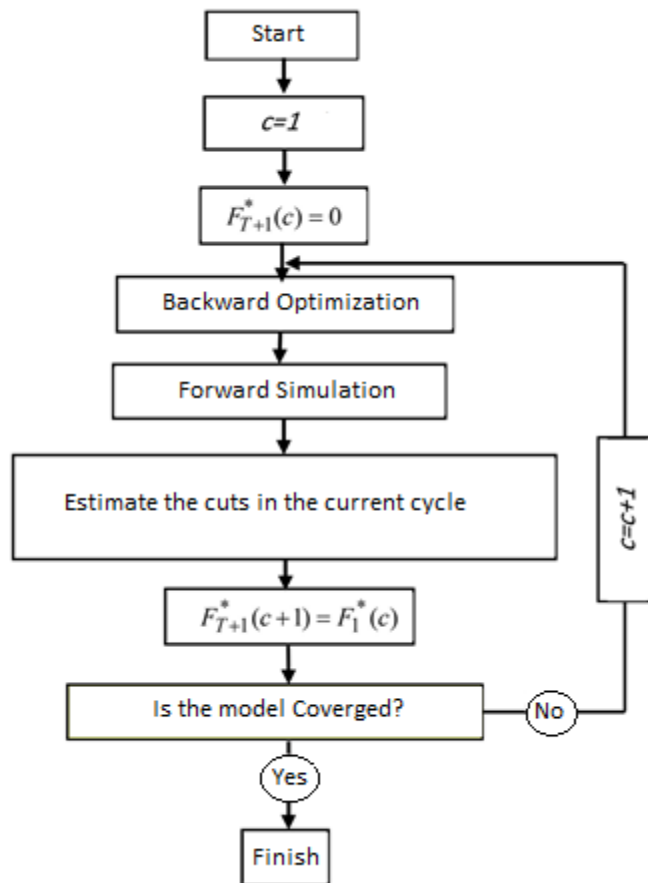 Start
c=1
F*T+1(c) = 0
Backward Optimization
Forward Simulation
Estimate the cuts in the current cycle
c=c+1
F*T+1(c+1) = F*1(c)
Is the model Coverged?
No
Yes
Finish